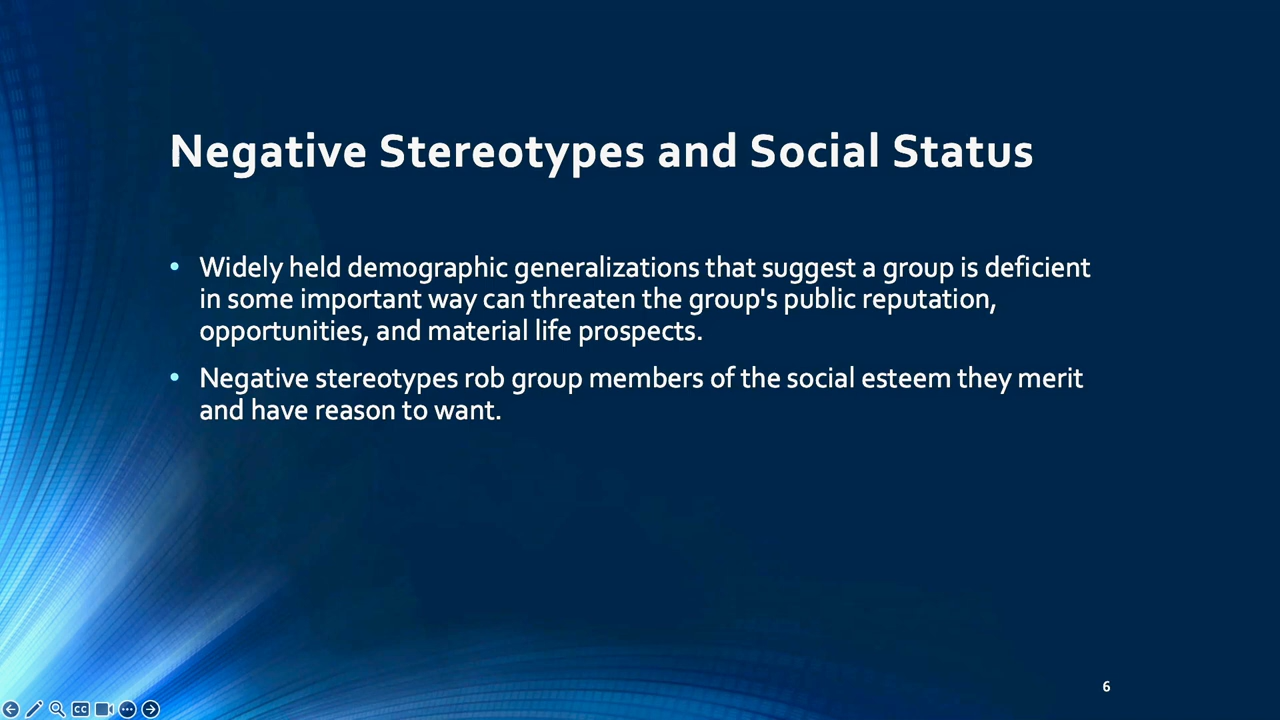 Negative Stereotypes and Social Status
• Widely held demographic generalizations that suggest a group is deficient
in some important way can threaten the group's public reputation,
opportunities, and material life prospects.
• Negative stereotypes rob group members of the social esteem they merit
and have reason to want.
6
CC